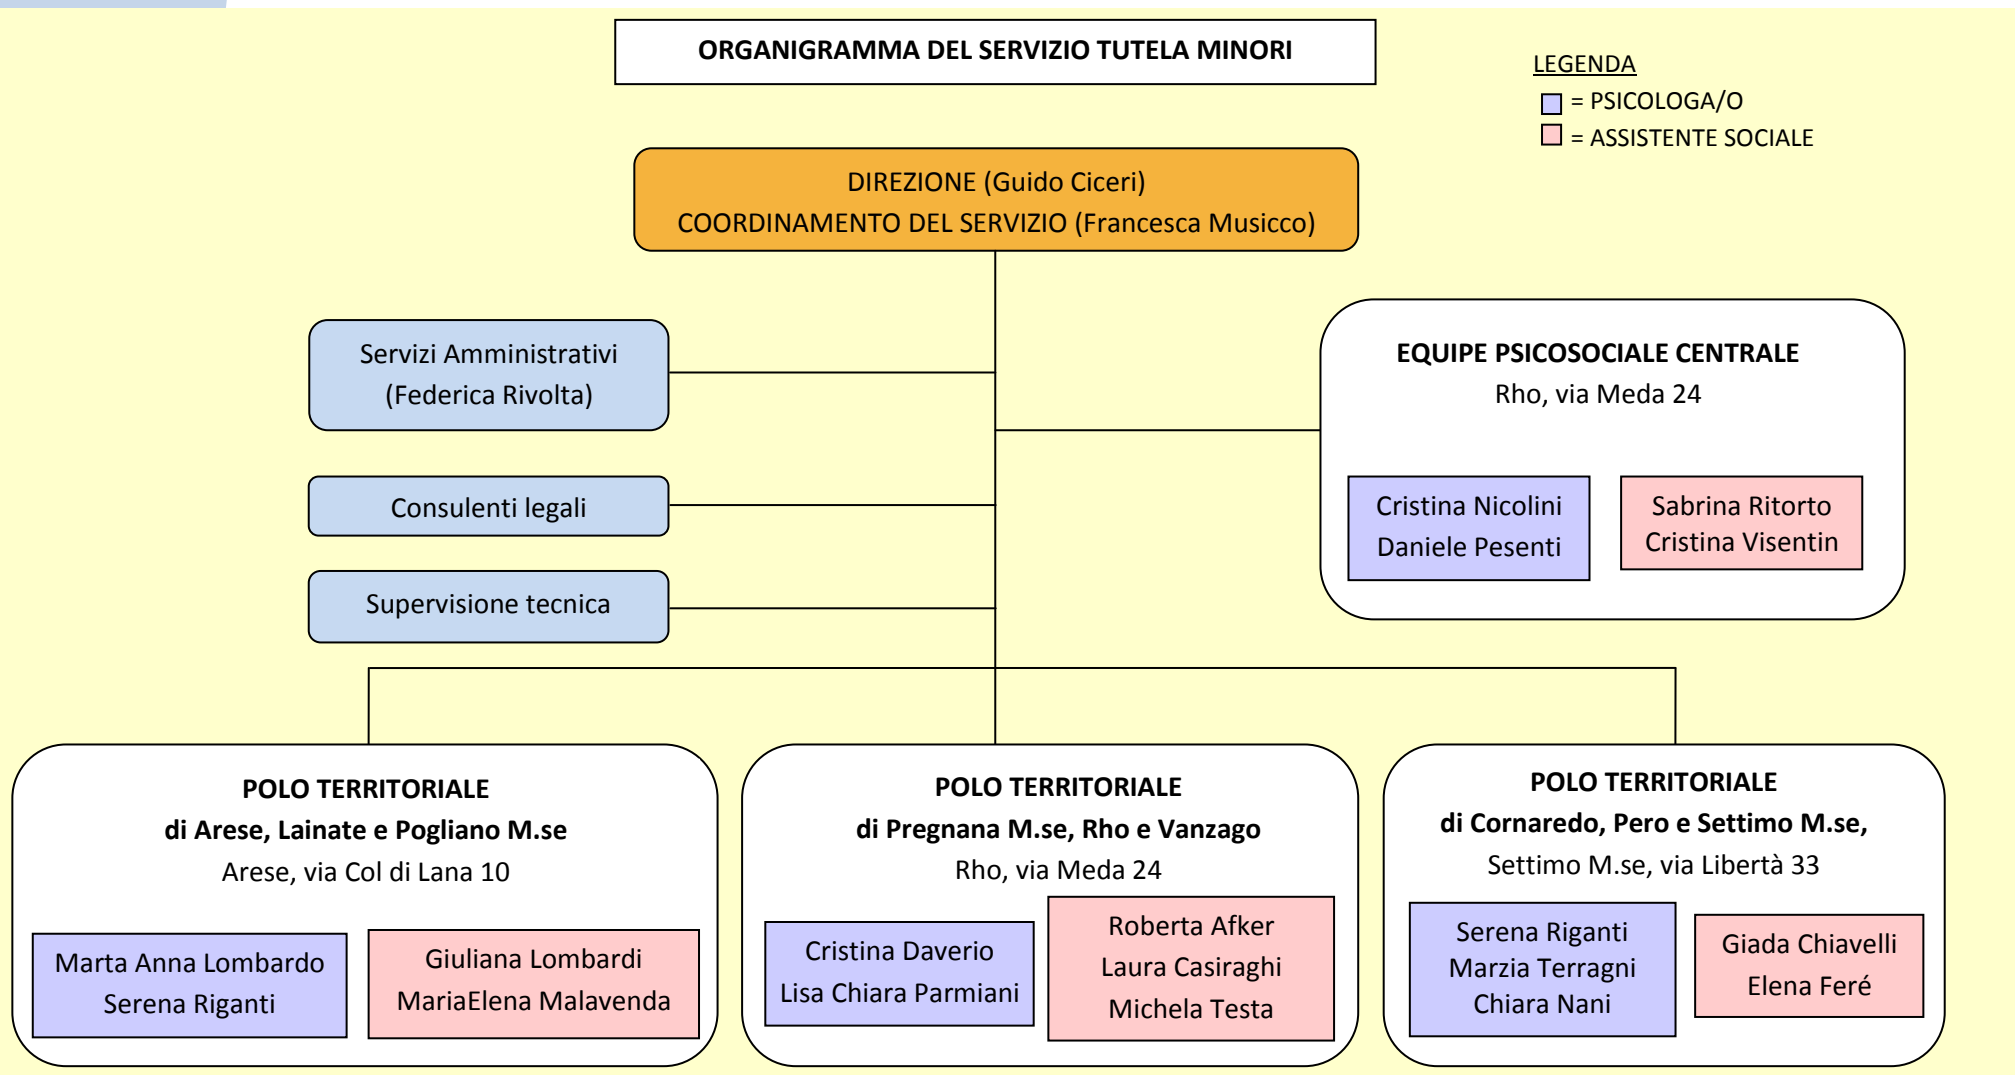 ORGANIGRAMMA DEL SERVIZIO TUTELA MINORI
LEGENDA
= PSICOLOGA/O
= ASSISTENTE SOCIALE
DIREZIONE (Guido Ciceri)
COORDINAMENTO DEL SERVIZIO (Francesca Musicco)
Servizi Amministrativi
(Federica Rivolta)
Consulenti legali
Supervisione tecnica
EQUIPE PSICOSOCIALE CENTRALE
Rho, via Meda 24
Cristina Nicolini
Daniele Pesenti
Sabrina Ritorto
Cristina Visentin
POLO TERRITORIALE
di Arese, Lainate e Pogliano M.se
Arese, via Col di Lana 10
Marta Anna Lombardo
Serena Riganti
Giuliana Lombardi
MariaElena Malavenda
POLO TERRITORIALE
di Pregnana M.se, Rho e Vanzago
Rho, via Meda 24
Cristina Daverio
Lisa Chiara Parmiani
Roberta Afker
Laura Casiraghi
Michela Testa
POLO TERRITORIALE
di Cornaredo, Pero e Settimo M.se,
Settimo M.se, via Libertà 33
Serena Riganti
Marzia Terragni
Chiara Nani
Giada Chiavelli
Elena Feré